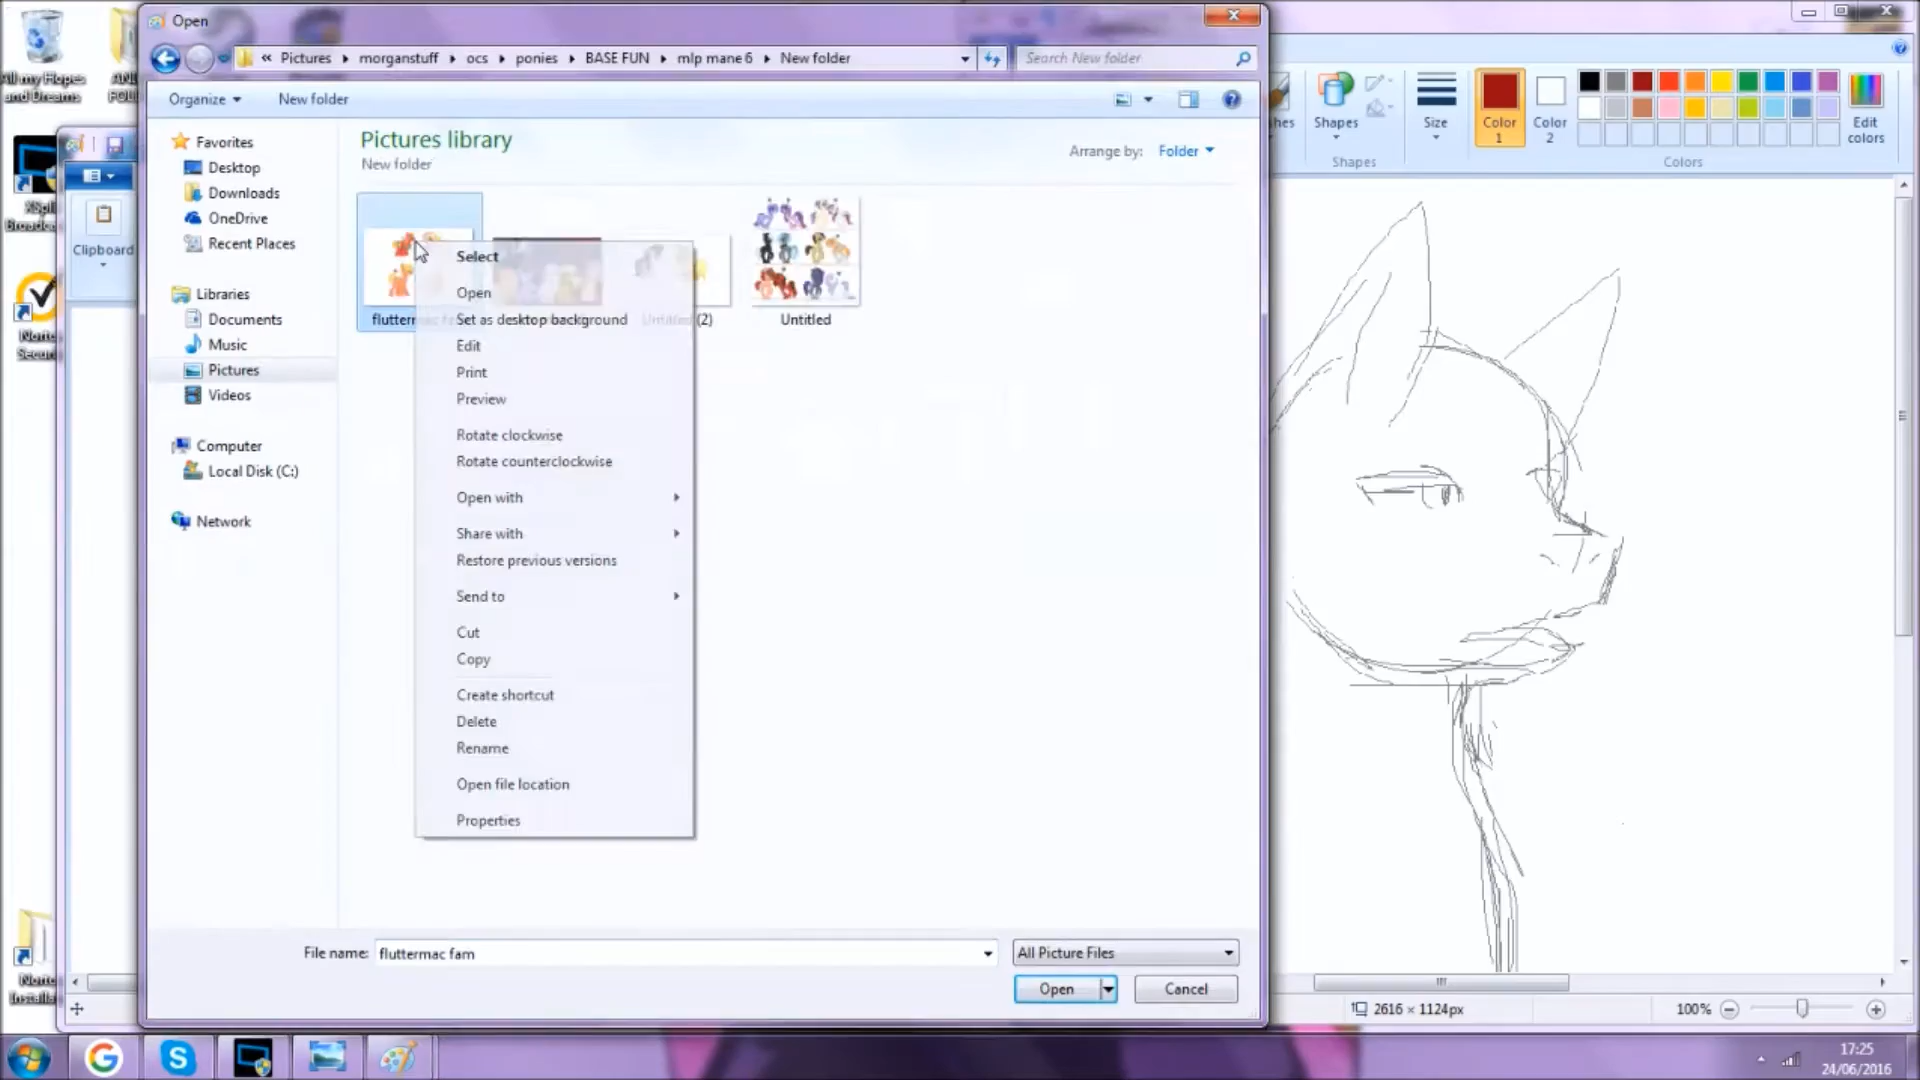 Open
« Pictures ▸ morganstuff ▸ ocs ▸ ponies ▸ BASE FUN ▸ mlp mane 6 ▸ New folder
Search New folder
Organize
New folder
Favorites
Desktop
Downloads
OneDrive
Recent Places
Libraries
Documents
Music
Pictures
Videos
Computer
Local Disk (C:)
Network
Pictures library
New folder
Arrange by: Folder
(2)
Untitled
Select
Open
Set as desktop background
Edit
Print
Preview
Rotate clockwise
Rotate counterclockwise
Open with
Share with
Restore previous versions
Send to
Cut
Copy
Create shortcut
Delete
Rename
Open file location
Properties
File name: fluttermac fam
All Picture Files
Open
Cancel
All my Hopes
and Dreams
Clipboard
Shapes
Size
Color
1
Color
2
Edit
colors
Shapes
Colors
2616 × 1124px
100%
17:25
24/06/2016